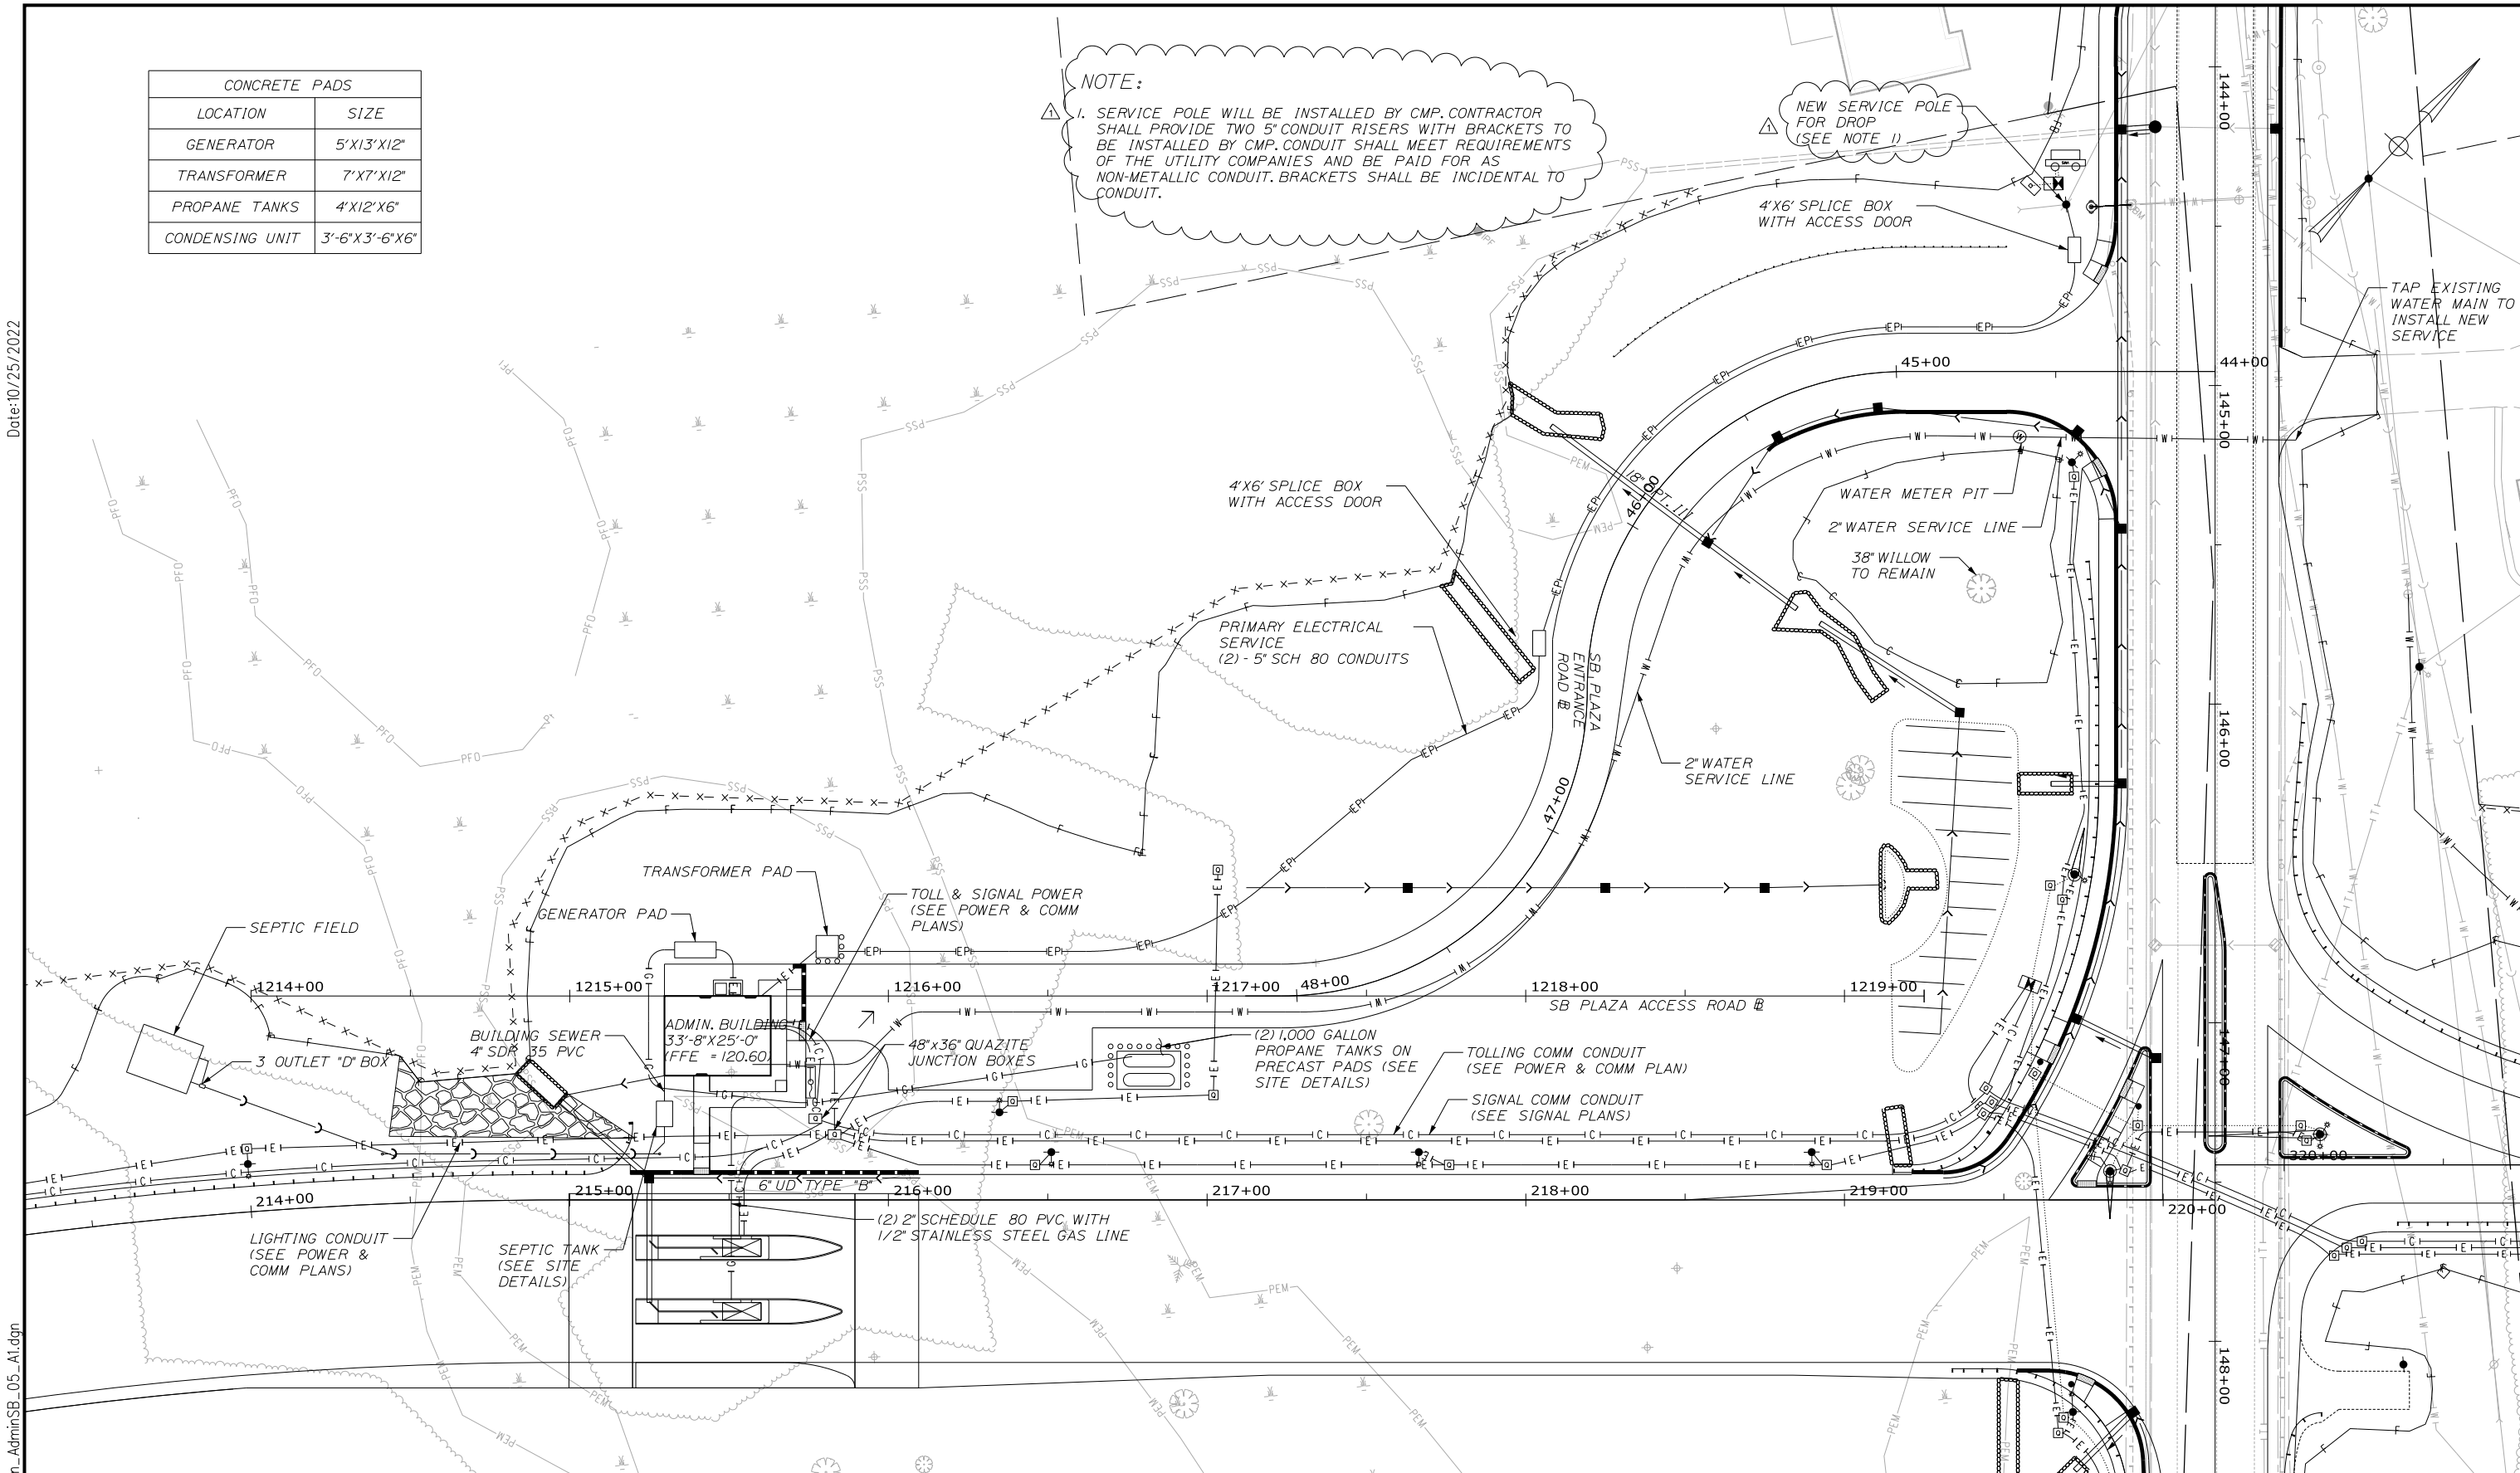 CONCRETE PADS
LOCATION SIZE
GENERATOR 5'X13'X12"
TRANSFORMER 7'X7'X12"
PROPANE TANKS 4'X12'X6"
CONDENSING UNIT 3'-6"X3'-6"X6"
NOTE:
1
1. SERVICE POLE WILL BE INSTALLED BY CMP. CONTRACTOR
SHALL PROVIDE TWO 5" CONDUIT RISERS WITH BRACKETS TO
BE INSTALLED BY CMP. CONDUIT SHALL MEET REQUIREMENTS
OF THE UTILITY COMPANIES AND BE PAID FOR AS
NON-METALLIC CONDUIT. BRACKETS SHALL BE INCIDENTAL TO
CONDUIT.
1
NEW SERVICE POLE
FOR DROP
(SEE NOTE 1)
4'X6' SPLICE BOX
WITH ACCESS DOOR
TAP EXISTING
WATER MAIN TO
INSTALL NEW
SERVICE
144+00
45+00
44+00
145+00
Date:10/25/2022
4'X6' SPLICE BOX
WITH ACCESS DOOR
18" OPT. III
46+00
WATER METER PIT
2" WATER SERVICE LINE
38" WILLOW
TO REMAIN
PRIMARY ELECTRICAL
SERVICE
(2) - 5" SCH 80 CONDUITS
SB PLAZA
ENTRANCE
ROAD BL
146+00
2" WATER
SERVICE LINE
47+00
TRANSFORMER PAD
GENERATOR PAD
TOLL & SIGNAL POWER
(SEE POWER & COMM
PLANS)
SEPTIC FIELD
1214+00
1215+00
1216+00
1217+00
48+00
1218+00
1219+00
SB PLAZA ACCESS ROAD BL
BUILDING SEWER
4" SDR 35 PVC
ADMIN. BUILDING
33'-8"X25'-0"
(FFE = 120.60)
48"x36" QUAZITE
JUNCTION BOXES
(2) 1,000 GALLON
PROPANE TANKS ON
PRECAST PADS (SEE
SITE DETAILS)
TOLLING COMM CONDUIT
(SEE POWER & COMM PLAN)
3 OUTLET "D" BOX
SIGNAL COMM CONDUIT
(SEE SIGNAL PLANS)
147+00
320+00
6" UD TYPE "B"
214+00
215+00
216+00
217+00
218+00
219+00
220+00
LIGHTING CONDUIT
(SEE POWER &
COMM PLANS)
SEPTIC TANK
(SEE SITE
DETAILS)
(2) 2" SCHEDULE 80 PVC WITH
1/2" STAINLESS STEEL GAS LINE
148+00
n_AdminSB_05_A1.dgn